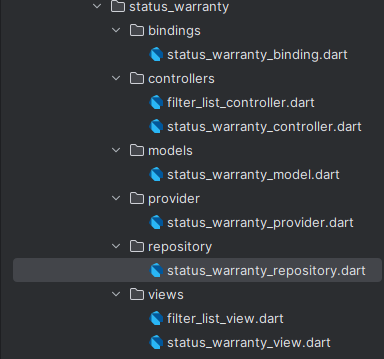 status_warranty
bindings
status_warranty_binding.dart
controllers
filter_list_controller.dart
status_warranty_controller.dart
models
status_warranty_model.dart
provider
status_warranty_provider.dart
repository
status_warranty_repository.dart
views
filter_list_view.dart
status_warranty_view.dart